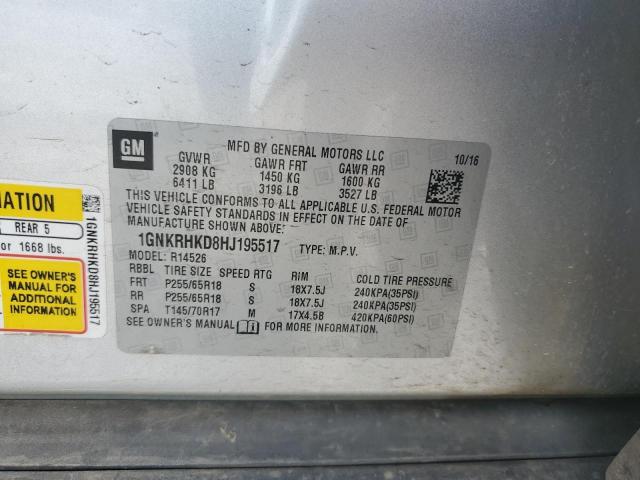 GM
MFD BY GENERAL MOTORS LLC
10/16
GVWR GAWR FRT GAWR RR
2908 KG 1450 KG 1600 KG
6411 LB 3196 LB 3527 LB
THIS VEHICLE CONFORMS TO ALL APPLICABLE U.S. FEDERAL MOTOR
VEHICLE SAFETY STANDARDS IN EFFECT ON THE DATE OF
MANUFACTURE SHOWN ABOVE:
1GNKRHKD8HJ195517 TYPE: M.P.V.
MODEL: R14526
RBBL TIRE SIZE SPEED RTG RIM COLD TIRE PRESSURE
FRT P255/65R18 S 18X7.5J 240KPA(35PSI)
RR P255/65R18 S 18X7.5J 240KPA(35PSI)
SPA T145/70R17 M 17X4.5B 420KPA(60PSI)
SEE OWNER'S MANUAL FOR MORE INFORMATION.
REAR 5
or 1668 lbs.
SEE OWNER'S
MANUAL FOR
ADDITIONAL
INFORMATION
1GNKRHKD8HJ195517